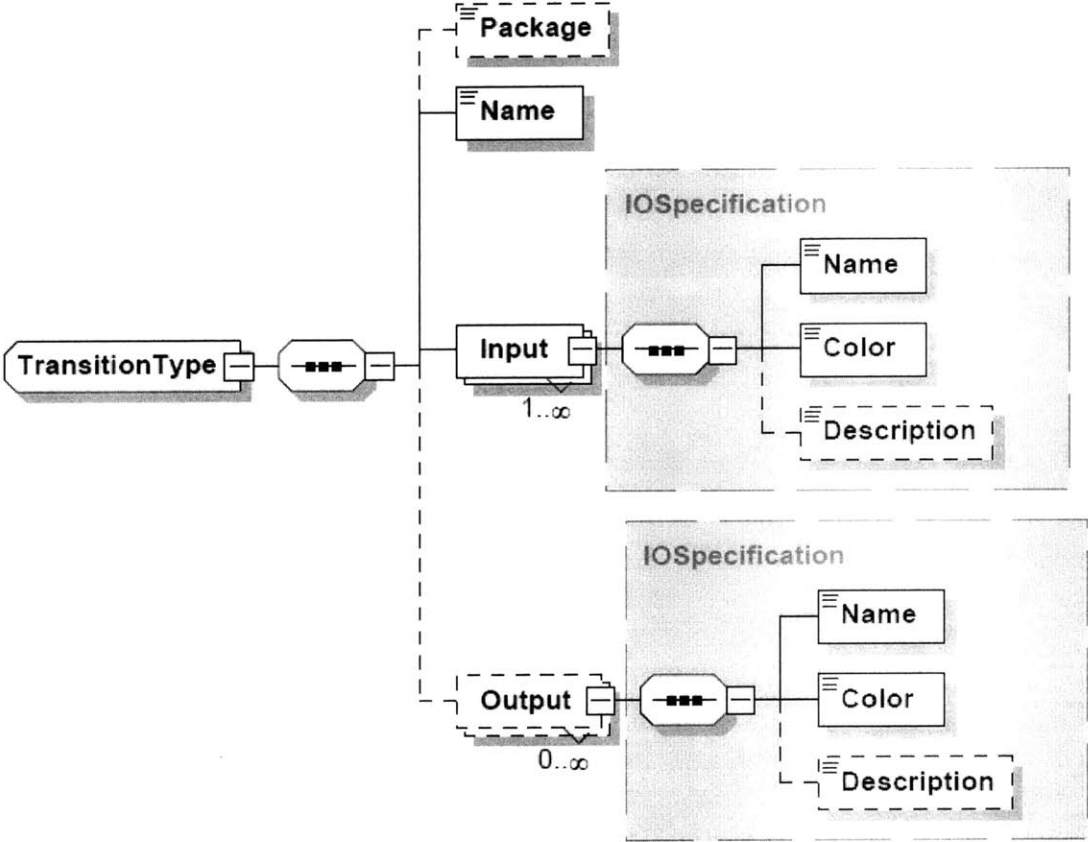 Package
Name
IOSpecification
Name
TransitionType
Input
Color
1..∞
Description
IOSpecification
Name
Output
Color
0..∞
Description